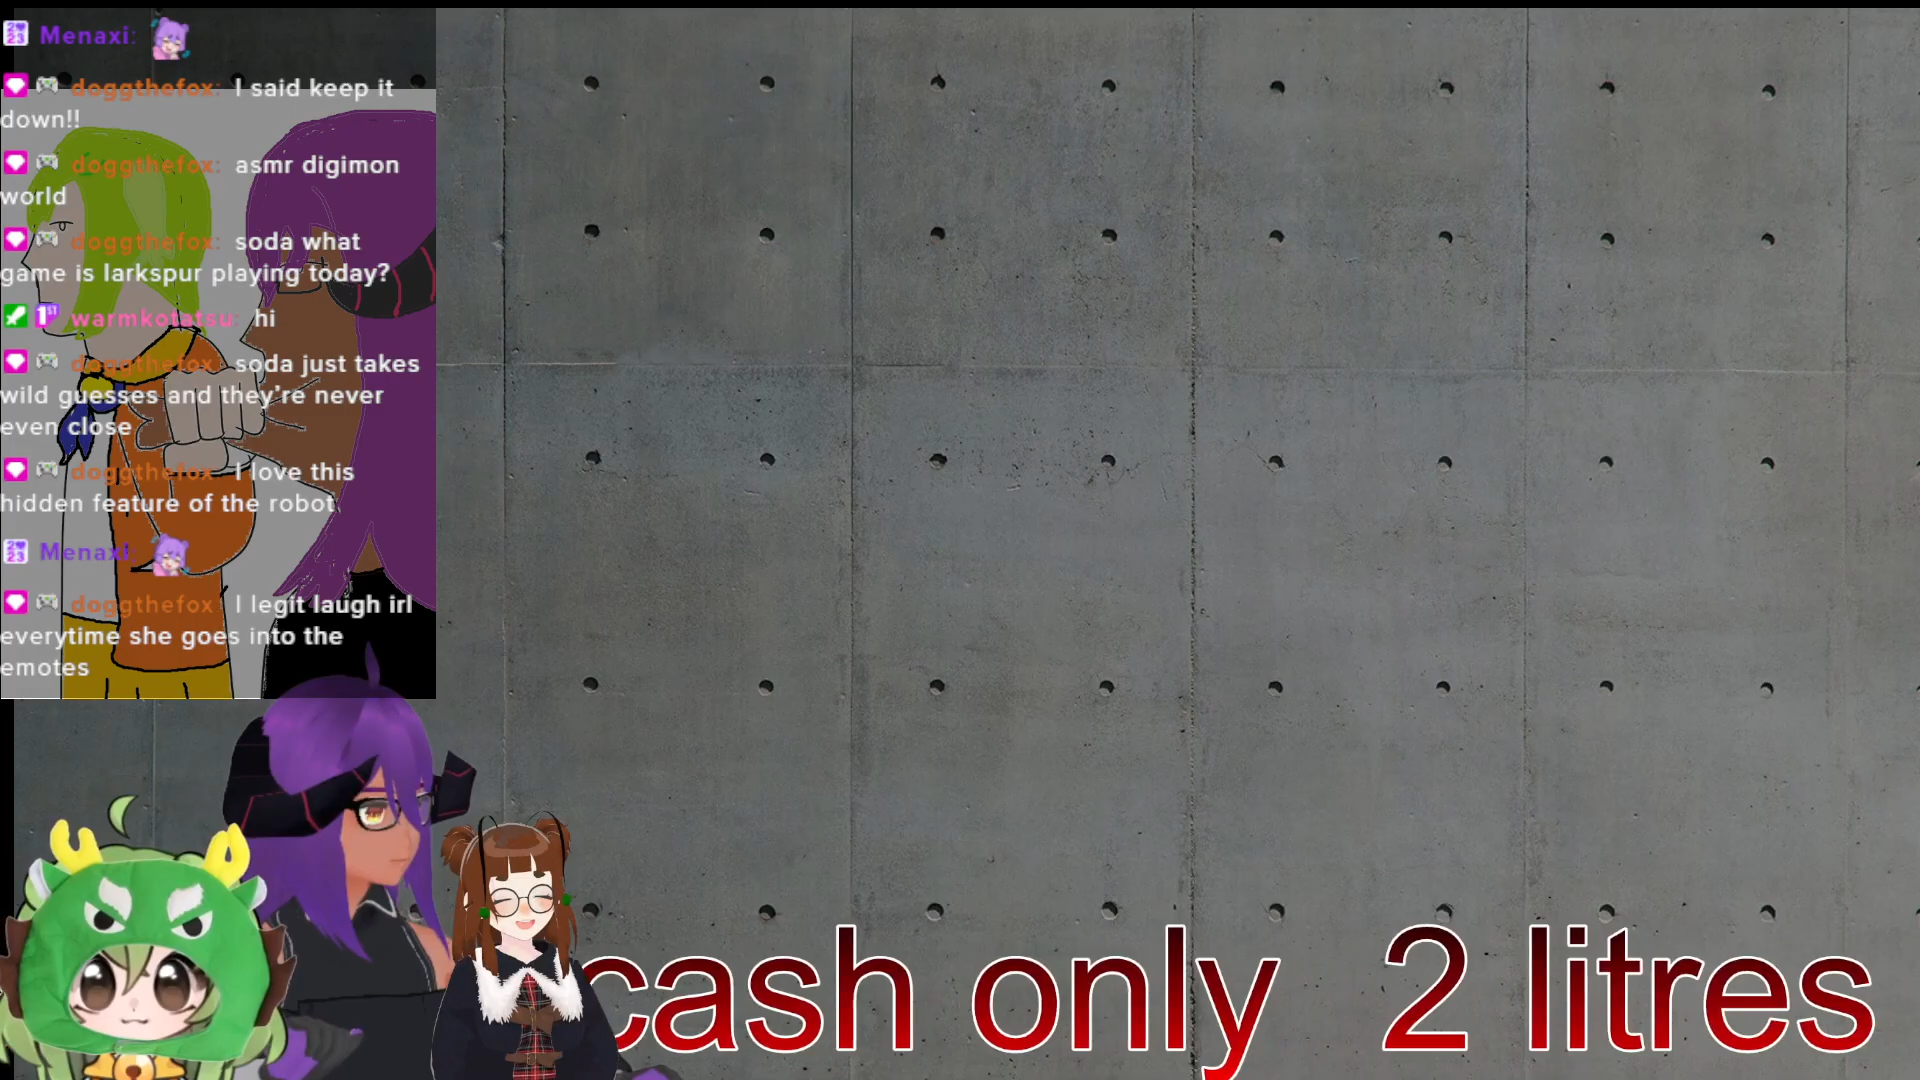 Menaxi:
doggthefox: I said keep it
down!!
doggthefox: asmr digimon
world
doggthefox: soda what
game is larkspur playing today?
warmkotatsu: hi
doggthefox: soda just takes
wild guesses and they're never
even close
doggthefox: I love this
hidden feature of the robot
Menaxi:
doggthefox: I legit laugh irl
everytime she goes into the
emotes
cash only 2 litres